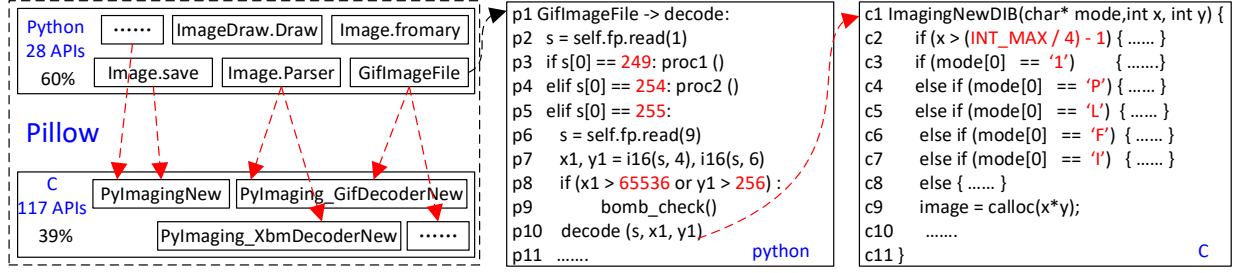 Python
28 APIs
60%
......
ImageDraw.Draw
Image.fromary
Image.save
Image.Parser
GifImageFile
Pillow
C
117 APIs
39%
PyImagingNew
PyImaging_GifDecoderNew
PyImaging_XbmDecoderNew
......
p1 GifImageFile -> decode:
p2 s = self.fp.read(1)
p3 if s[0] == 249: proc1 ()
p4 elif s[0] == 254: proc2 ()
p5 elif s[0] == 255:
p6 s = self.fp.read(9)
p7 x1, y1 = i16(s, 4), i16(s, 6)
p8 if (x1 > 65536 or y1 > 256) :
p9 bomb_check()
p10 decode (s, x1, y1)
p11 .......
python
c1 ImagingNewDIB(char* mode,int x, int y) {
c2 if (x > (INT_MAX / 4) - 1) { ...... }
c3 if (mode[0] == ‘1’) { .......}
c4 else if (mode[0] == ‘P’) { ...... }
c5 else if (mode[0] == ‘L’) { ...... }
c6 else if (mode[0] == ‘F’) { ...... }
c7 else if (mode[0] == ‘I’) { ...... }
c8 else { ...... }
c9 image = calloc(x*y);
c10 .......
c11 }
C